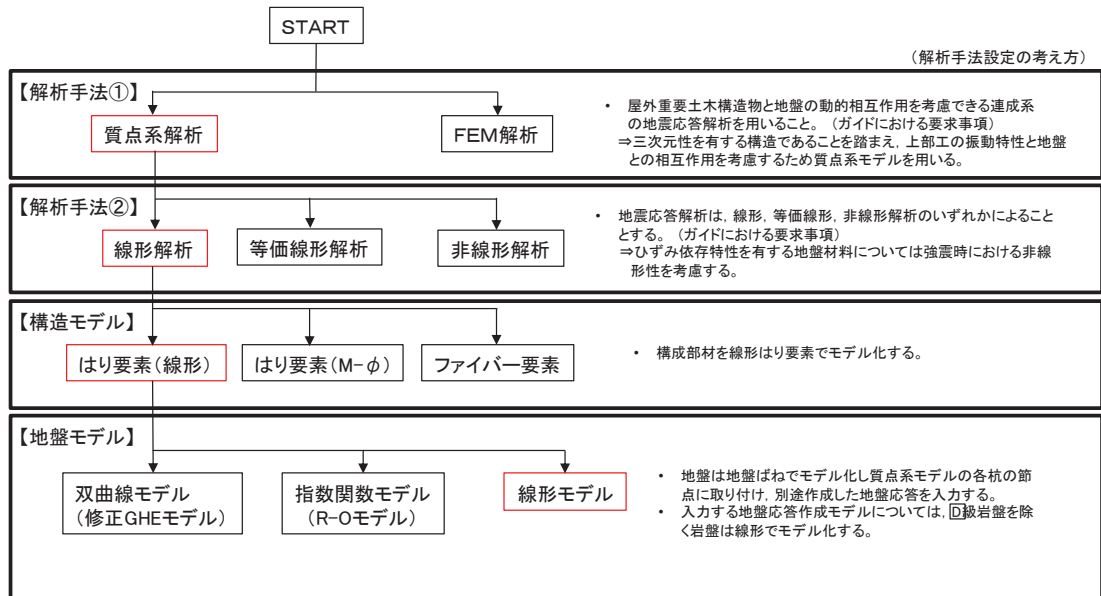 START
(解析手法設定の考え方)
【解析手法①】
質点系解析
FEM解析
・ 屋外重要土木構造物と地盤の動的相互作用を考慮できる連成系
の地震応答解析を用いること。 (ガイドにおける要求事項)
⇒三次元性を有する構造であることを踏まえ, 上部工の振動特性と地盤
との相互作用を考慮するため質点系モデルを用いる。
【解析手法②】
線形解析
等価線形解析
非線形解析
・ 地震応答解析は, 線形, 等価線形, 非線形解析のいずれかによること
とする。 (ガイドにおける要求事項)
⇒ひずみ依存特性を有する地盤材料については強震時における非線
形性を考慮する。
【構造モデル】
はり要素(線形)
はり要素(M-φ)
ファイバー要素
・ 構成部材を線形はり要素でモデル化する。
【地盤モデル】
双曲線モデル
(修正GHEモデル)
指数関数モデル
(R-Oモデル)
線形モデル
・ 地盤は地盤ばねでモデル化し質点系モデルの各杭の節
点に取り付け, 別途作成した地盤応答を入力する。
・ 入力する地盤応答作成モデルについては, D級岩盤を除
く岩盤は線形でモデル化する。